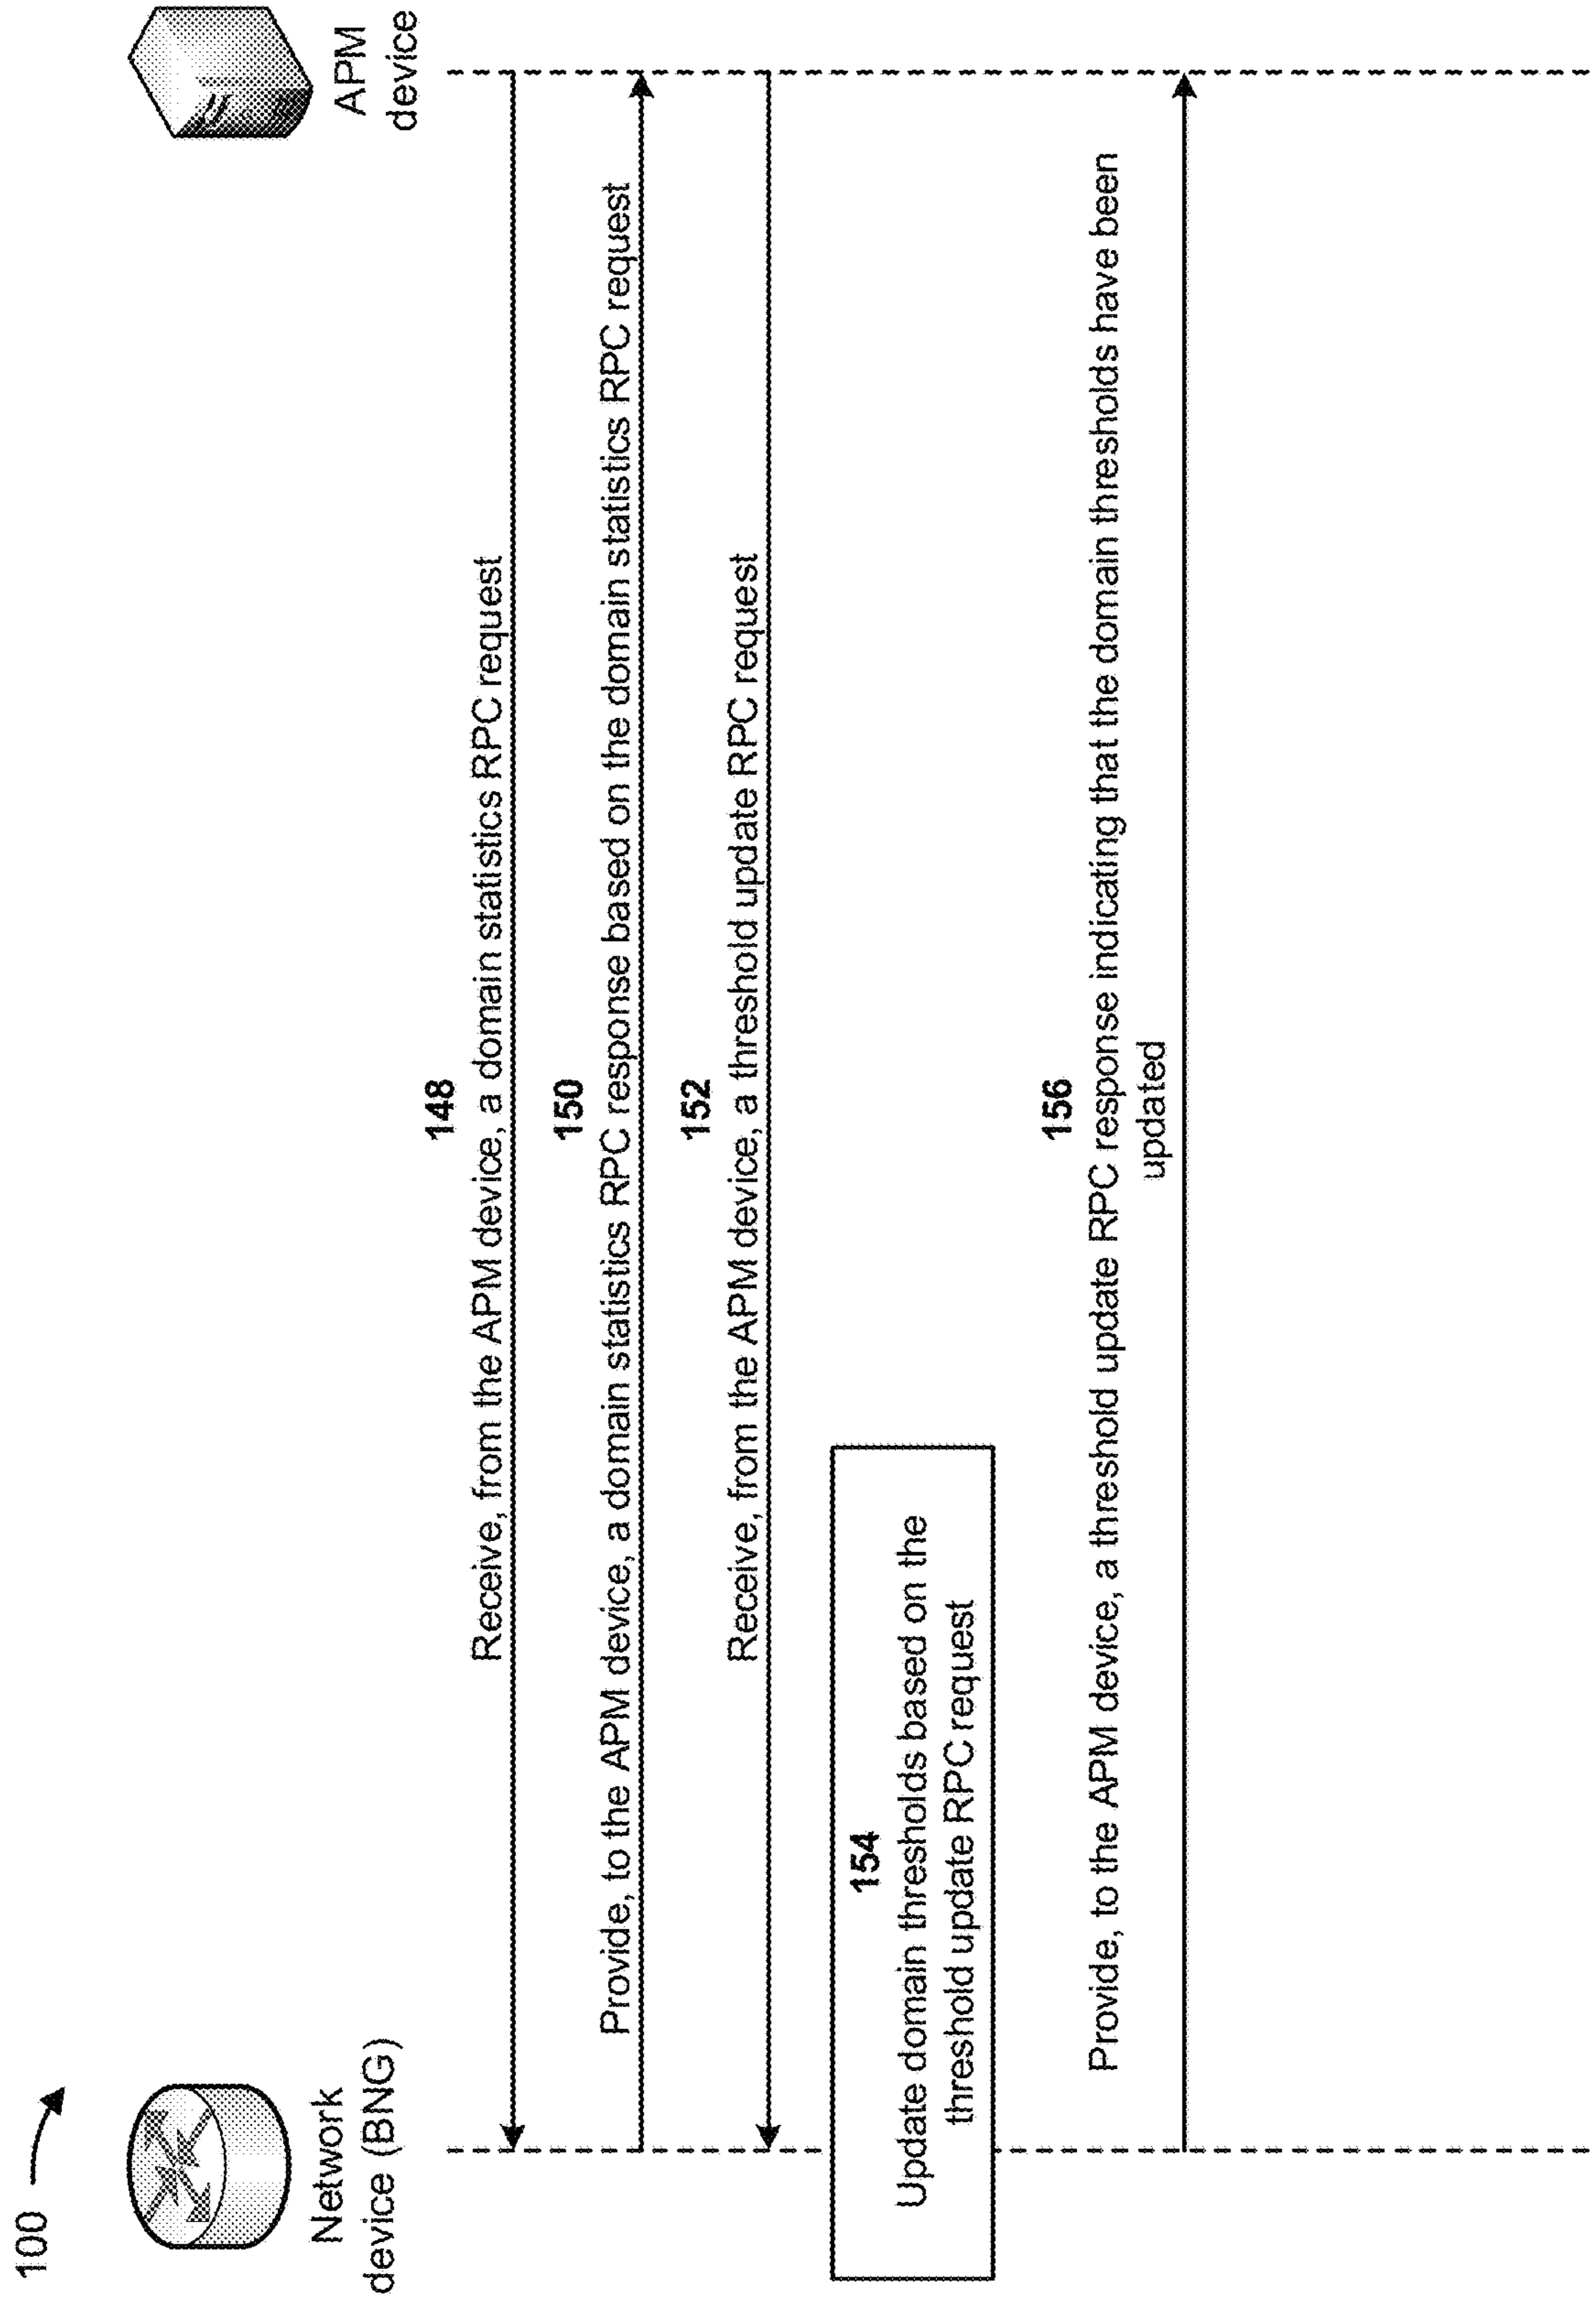 100
Network
device (BNG)
APM
device
148
Receive, from the APM device, a domain statistics RPC request
150
Provide, to the APM device, a domain statistics RPC response based on the domain statistics RPC request
152
Receive, from the APM device, a threshold update RPC request
154
Update domain thresholds based on the
threshold update RPC request
156
Provide, to the APM device, a threshold update RPC response indicating that the domain thresholds have been
updated